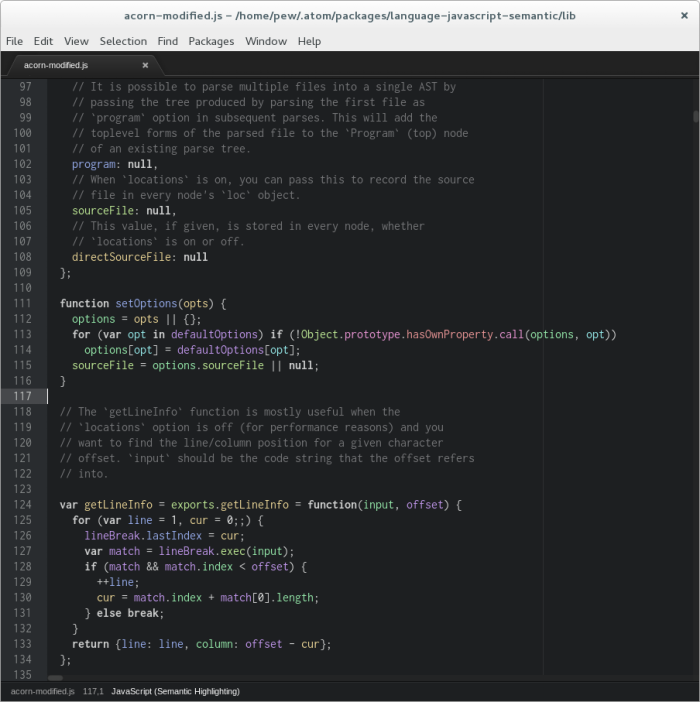 acorn-modified.js – /home/pew/.atom/packages/language-javascript-semantic/lib
File Edit View Selection Find Packages Window Help
acorn-modified.js
97 // It is possible to parse multiple files into a single AST by
98 // passing the tree produced by parsing the first file as
99 // `program` option in subsequent parses. This will add the
100 // toplevel forms of the parsed file to the `Program` (top) node
101 // of an existing parse tree.
102 program: null,
103 // When `locations` is on, you can pass this to record the source
104 // file in every node's `loc` object.
105 sourceFile: null,
106 // This value, if given, is stored in every node, whether
107 // `locations` is on or off.
108 directSourceFile: null
109 };
110
111 function setOptions(opts) {
112 options = opts || {};
113 for (var opt in defaultOptions) if (!Object.prototype.hasOwnProperty.call(options, opt))
114 options[opt] = defaultOptions[opt];
115 sourceFile = options.sourceFile || null;
116 }
117
118 // The `getLineInfo` function is mostly useful when the
119 // `locations` option is off (for performance reasons) and you
120 // want to find the line/column position for a given character
121 // offset. `input` should be the code string that the offset refers
122 // into.
123
124 var getLineInfo = exports.getLineInfo = function(input, offset) {
125 for (var line = 1, cur = 0;;) {
126 lineBreak.lastIndex = cur;
127 var match = lineBreak.exec(input);
128 if (match && match.index < offset) {
129 ++line;
130 cur = match.index + match[0].length;
131 } else break;
132 }
133 return {line: line, column: offset - cur};
134 };
135
acorn-modified.js 117,1 JavaScript (Semantic Highlighting)